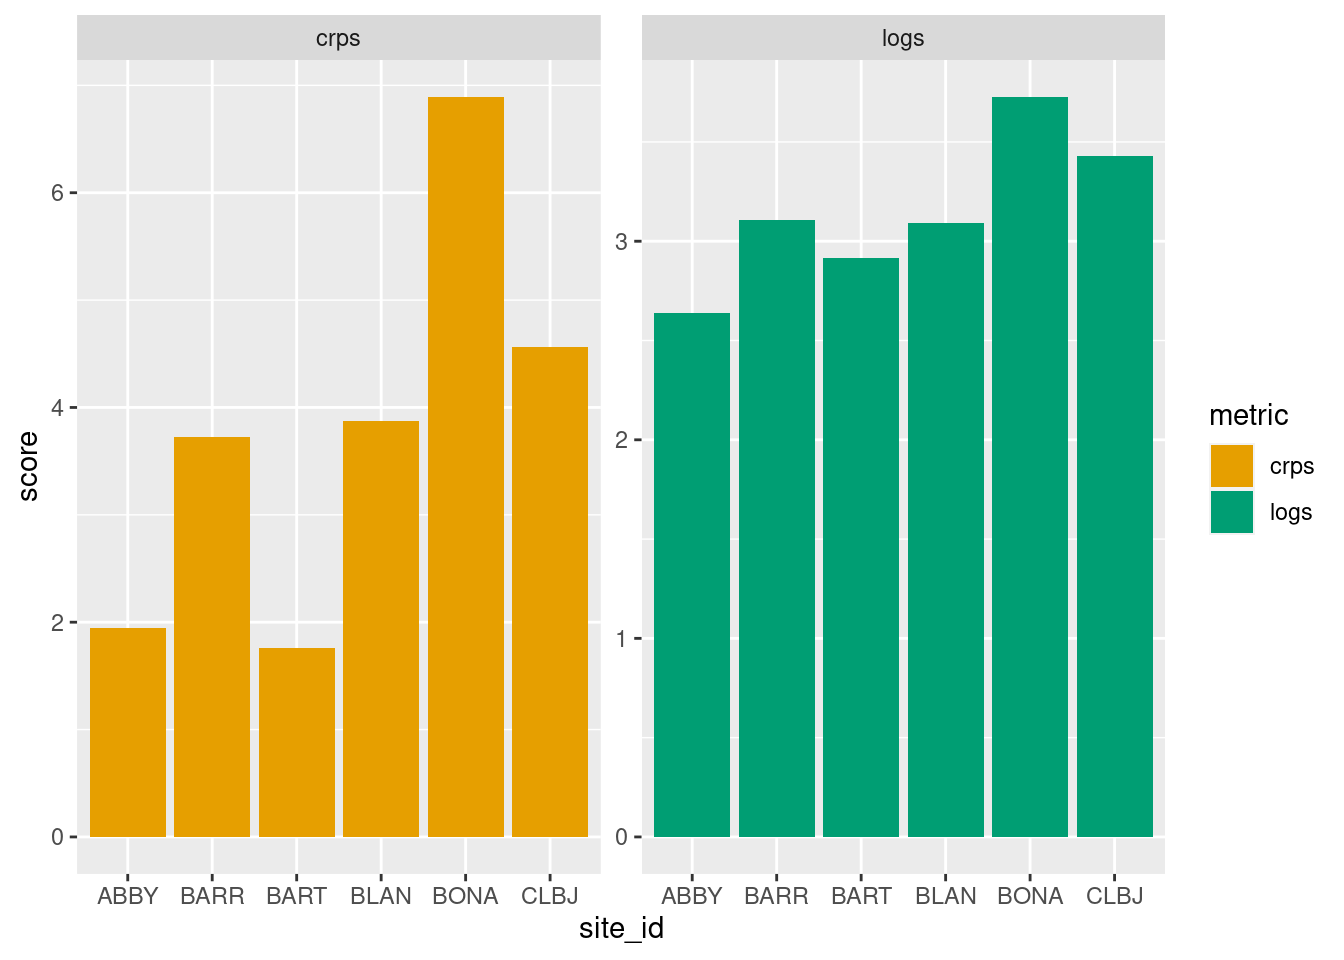 crps
logs
score
6
4
2
0
3
2
1
0
ABBY BARR BART BLAN BONA CLBJ
ABBY BARR BART BLAN BONA CLBJ
site_id
metric
crps
logs